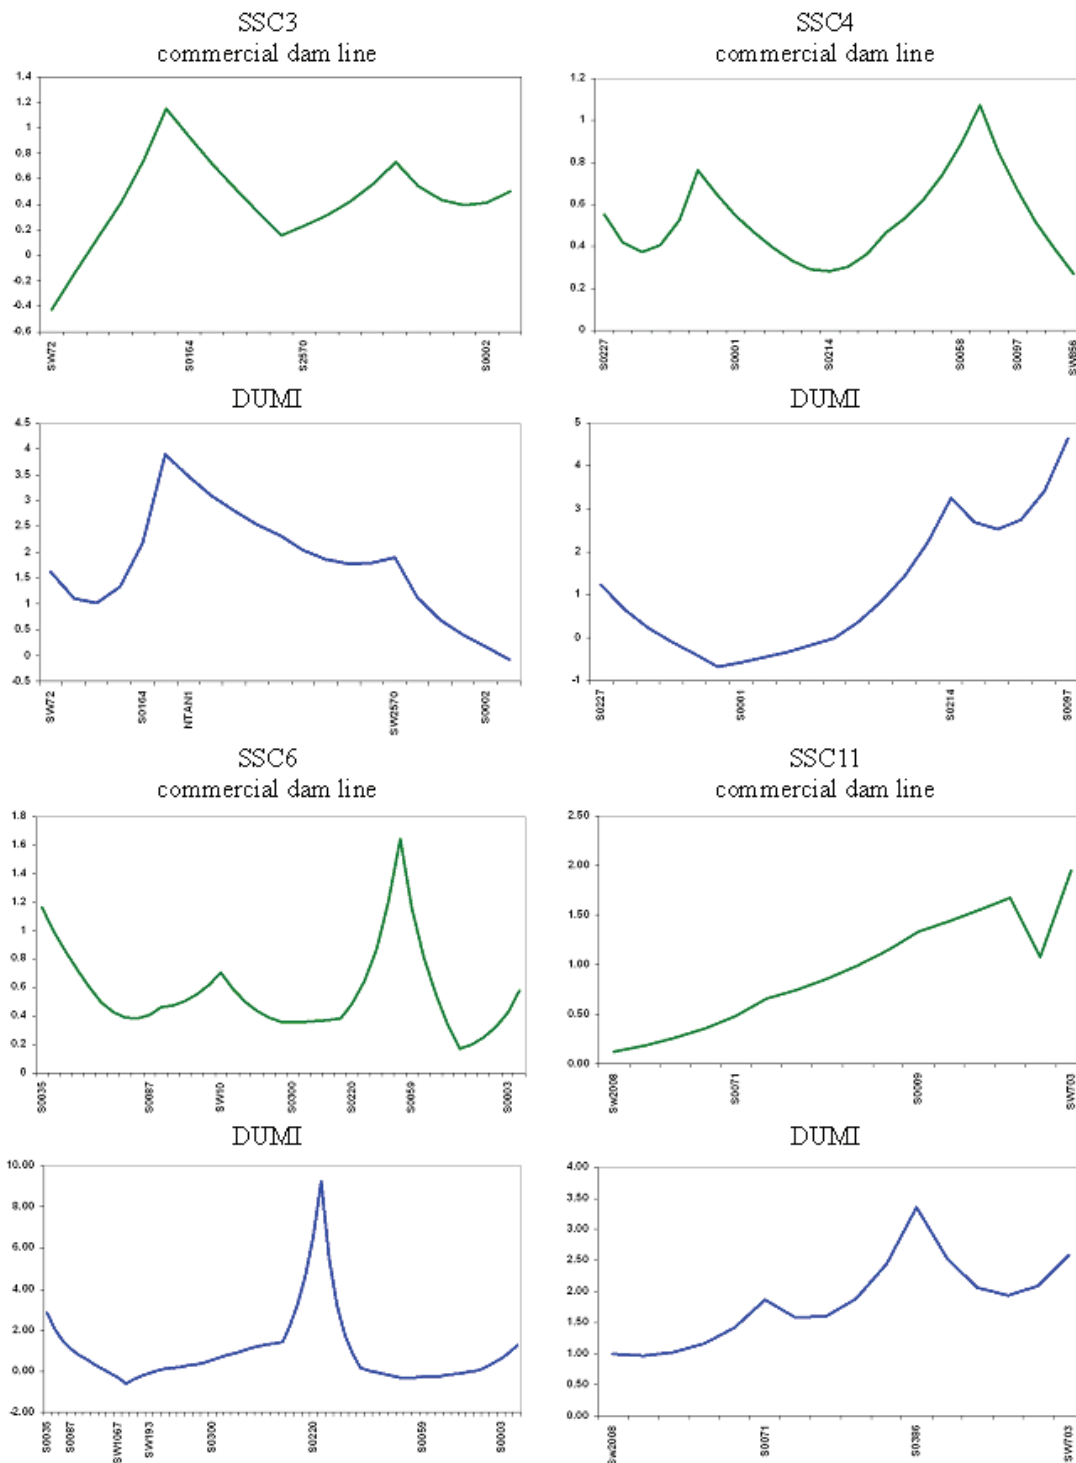 SSC3
commercial dam line
1.4
1.2
1
0.8
0.6
0.4
0.2
0
-0.2
-0.4
-0.6
SW72
S0164
S2570
S0002
SSC4
commercial dam line
1.2
1
0.8
0.6
0.4
0.2
0
S0227
S0001
S0214
S0058
S0097
SW856
DUMI
4.5
4
3.5
3
2.5
2
1.5
1
0.5
0
-0.5
SW72
S0164
NTAN1
SW2570
S0002
DUMI
5
4
3
2
1
0
-1
S0227
S0001
S0214
S0097
SSC6
commercial dam line
1.8
1.6
1.4
1.2
1
0.8
0.6
0.4
0.2
0
S0035
S0087
SW10
S0300
S0220
S0059
S0003
SSC11
commercial dam line
2.50
2.00
1.50
1.00
0.50
0.00
SW2008
S0071
S0009
SW703
DUMI
10.00
8.00
6.00
4.00
2.00
0.00
-2.00
S0035
S0087
SW1067
SW193
S0300
S0220
S0059
S0003
DUMI
4.00
3.50
3.00
2.50
2.00
1.50
1.00
0.50
0.00
SW2008
S0071
S0386
SW703